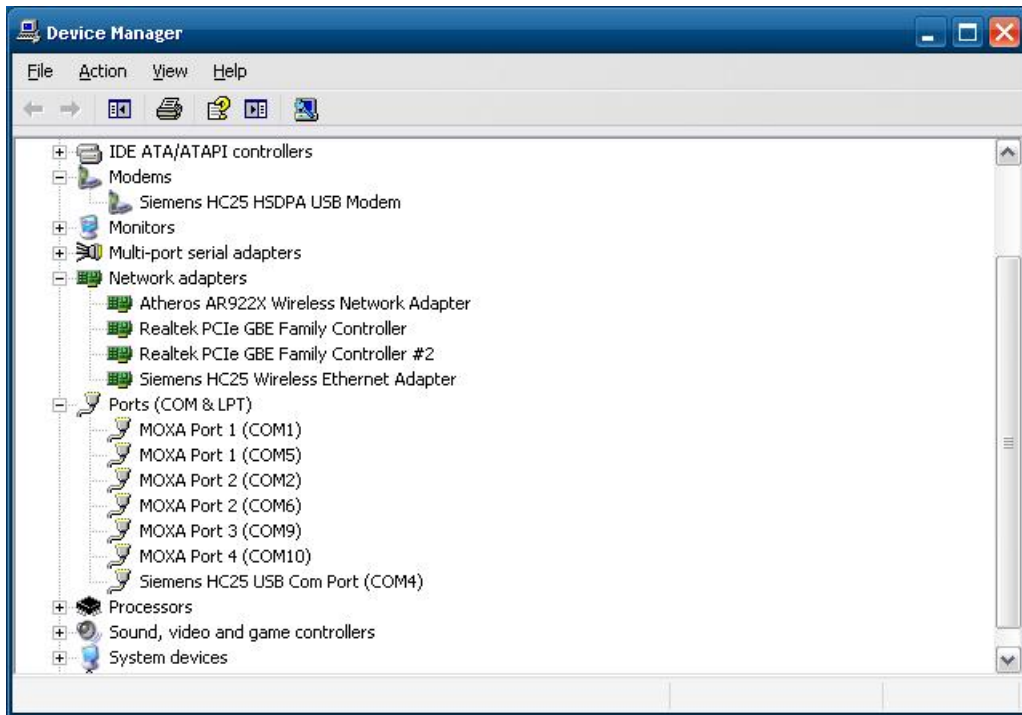 Device Manager
File Action View Help
IDE ATA/ATAPI controllers
Modems
Siemens HC25 HSDPA USB Modem
Monitors
Multi-port serial adapters
Network adapters
Atheros AR922X Wireless Network Adapter
Realtek PCIe GBE Family Controller
Realtek PCIe GBE Family Controller #2
Siemens HC25 Wireless Ethernet Adapter
Ports (COM & LPT)
MOXA Port 1 (COM1)
MOXA Port 1 (COM5)
MOXA Port 2 (COM2)
MOXA Port 2 (COM6)
MOXA Port 3 (COM9)
MOXA Port 4 (COM10)
Siemens HC25 USB Com Port (COM4)
Processors
Sound, video and game controllers
System devices